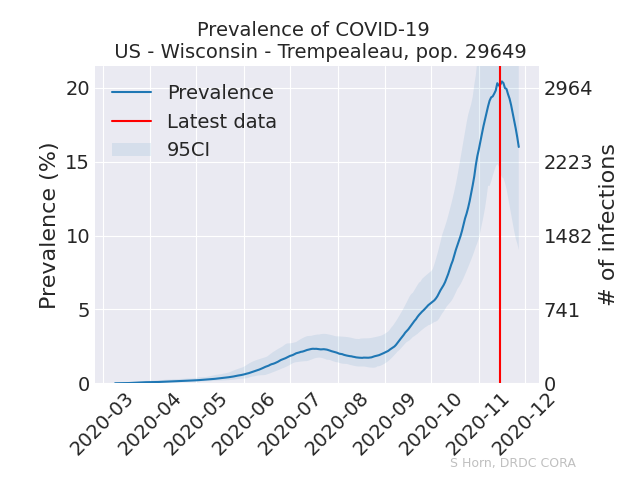 Prevalence of COVID-19
US - Wisconsin - Trempealeau, pop. 29649
Prevalence
Latest data
95CI
Prevalence (%)
20
15
10
5
0
2964
2223
1482
741
0
# of infections
2020-03
2020-04
2020-05
2020-06
2020-07
2020-08
2020-09
2020-10
2020-11
2020-12
S Horn, DRDC CORA